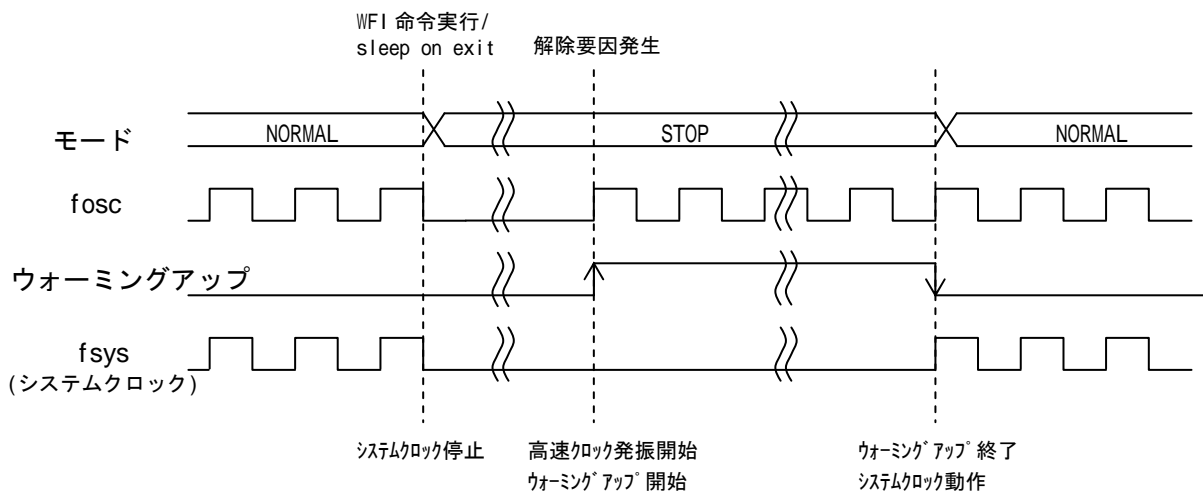 WFI 命令実行/
sleep on exit
解除要因発生
モード
NORMAL
STOP
NORMAL
fosc
ウォーミングアップ
fsys
(システムクロック)
ｼｽﾃﾑｸﾛｯｸ停止
高速ｸﾛｯｸ発振開始
ｳｫｰﾐﾝｸﾞｱｯﾌﾟ開始
ｳｫｰﾐﾝｸﾞｱｯﾌﾟ終了
ｼｽﾃﾑｸﾛｯｸ動作